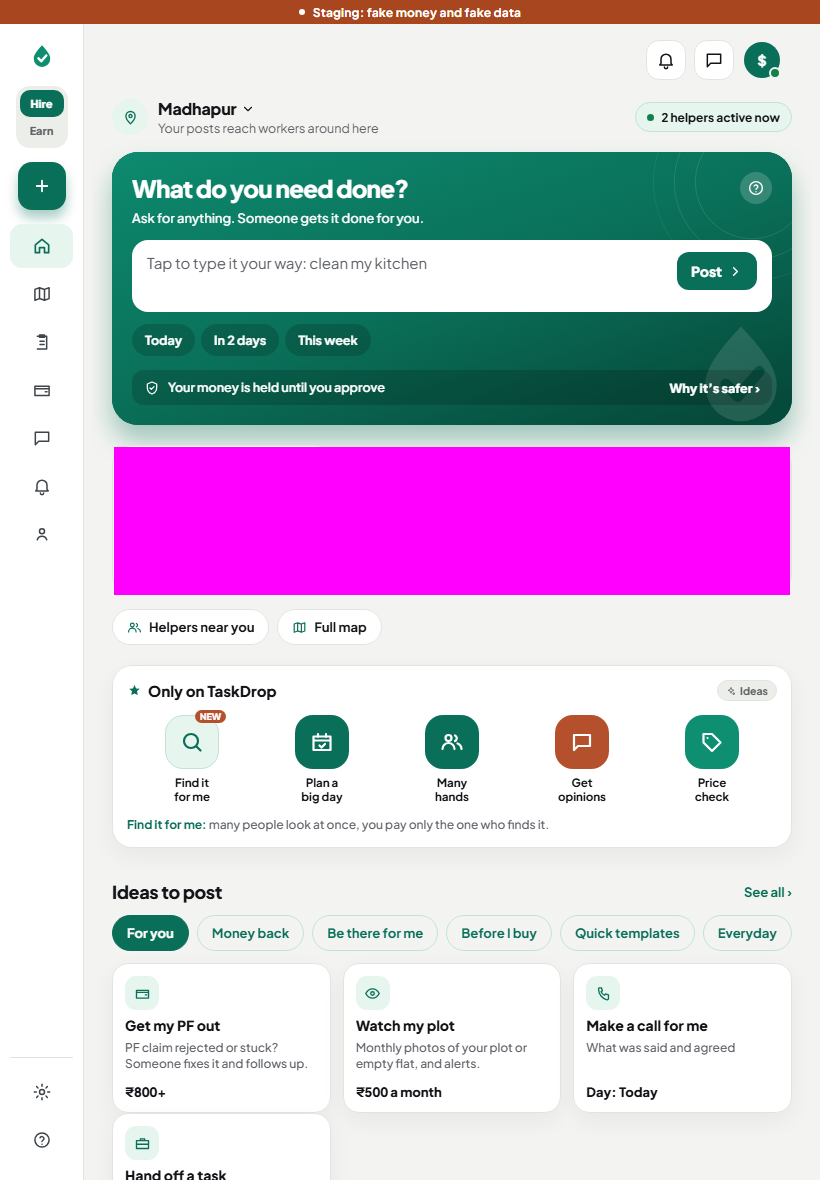 Staging: fake money and fake data
Hire
Earn
$
Madhapur
Your posts reach workers around here
2 helpers active now
What do you need done?
Ask for anything. Someone gets it done for you.
Tap to type it your way: clean my kitchen
Post
Today
In 2 days
This week
Your money is held until you approve
Why it's safer ›
Helpers near you
Full map
Only on TaskDrop
Ideas
NEW
Find it
for me
Plan a
big day
Many
hands
Get
opinions
Price
check
Find it for me: many people look at once, you pay only the one who finds it.
Ideas to post
See all ›
For you
Money back
Be there for me
Before I buy
Quick templates
Everyday
Get my PF out
PF claim rejected or stuck?
Someone fixes it and follows up.
₹800+
Watch my plot
Monthly photos of your plot or
empty flat, and alerts.
₹500 a month
Make a call for me
What was said and agreed
Day: Today
Hand off a task